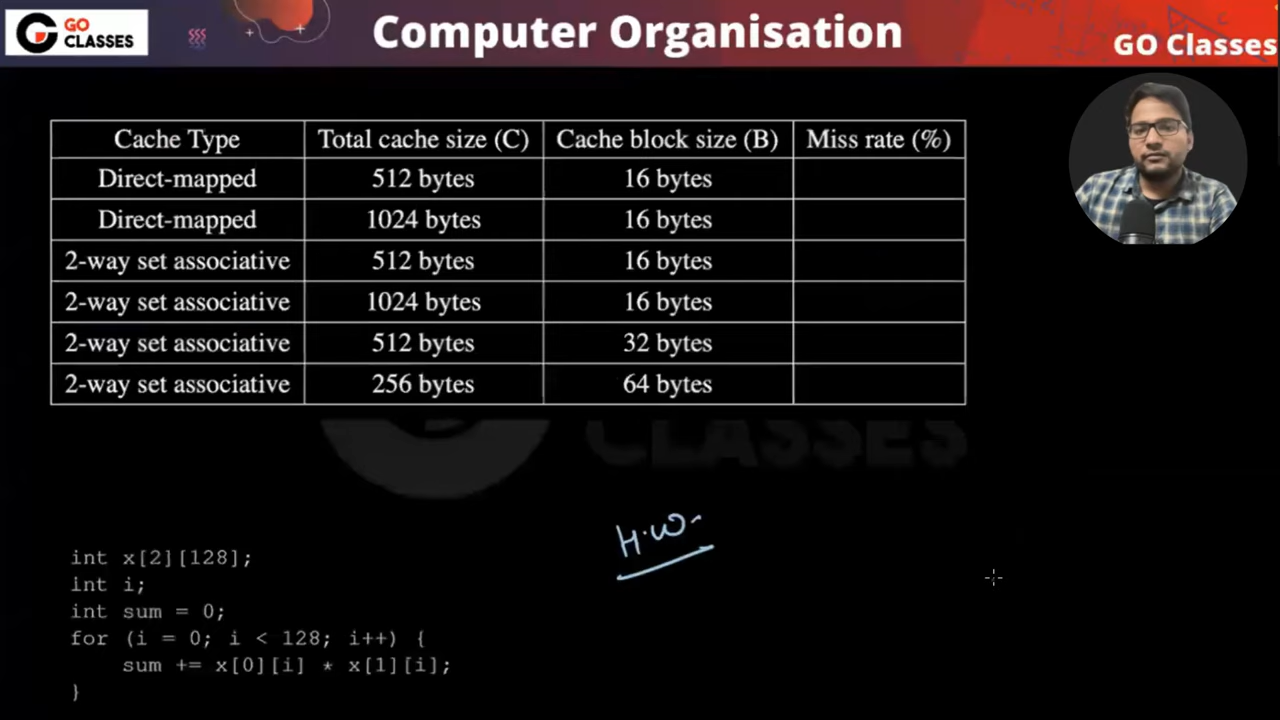 GO
CLASSES
Computer Organisation
GO Classes
Cache Type Total cache size (C) Cache block size (B) Miss rate (%)
Direct-mapped 512 bytes 16 bytes
Direct-mapped 1024 bytes 16 bytes
2-way set associative 512 bytes 16 bytes
2-way set associative 1024 bytes 16 bytes
2-way set associative 512 bytes 32 bytes
2-way set associative 256 bytes 64 bytes
CLASSES
H.W.
int x[2][128];
int i;
int sum = 0;
for (i = 0; i < 128; i++) {
sum += x[0][i] * x[1][i];
}